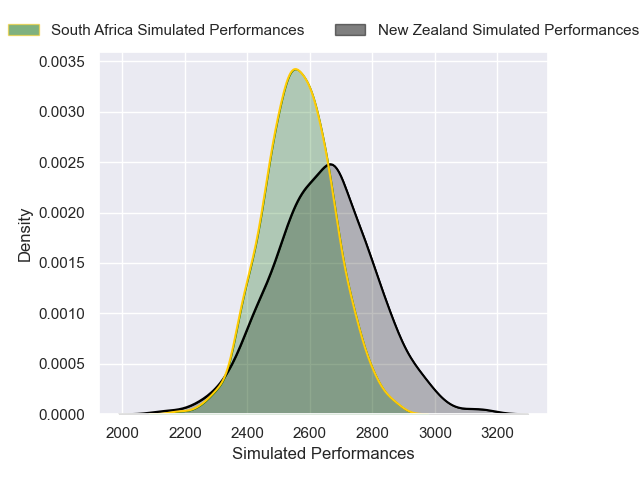 South Africa Simulated Performances New Zealand Simulated Performances
0.0035
0.0030
0.0025
0.0020
0.0015
0.0010
0.0005
0.0000
Density
2000 2200 2400 2600 2800 3000 3200
Simulated Performances